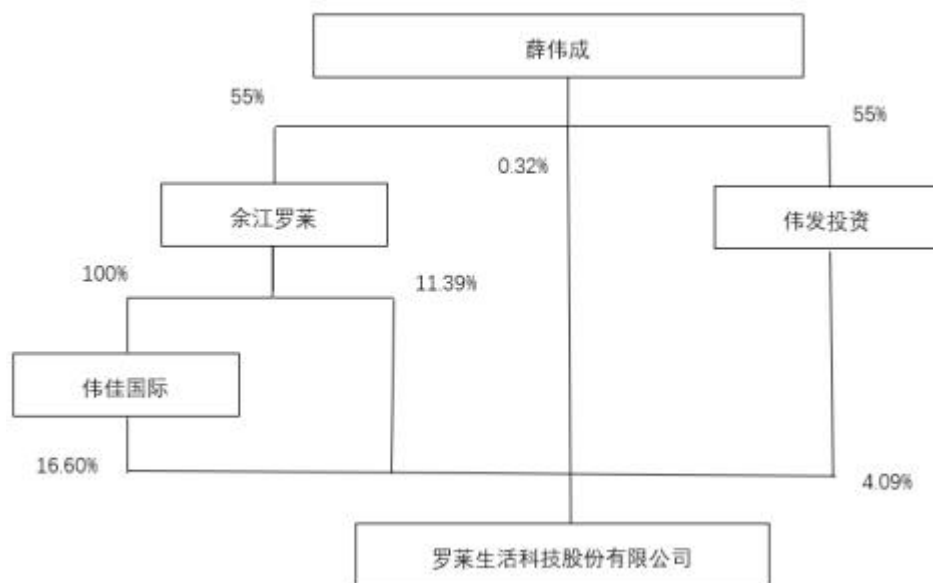 薛伟成
55%
55%
0.32%
余江罗莱
伟发投资
100%
11.39%
伟佳国际
16.60%
4.09%
罗莱生活科技股份有限公司